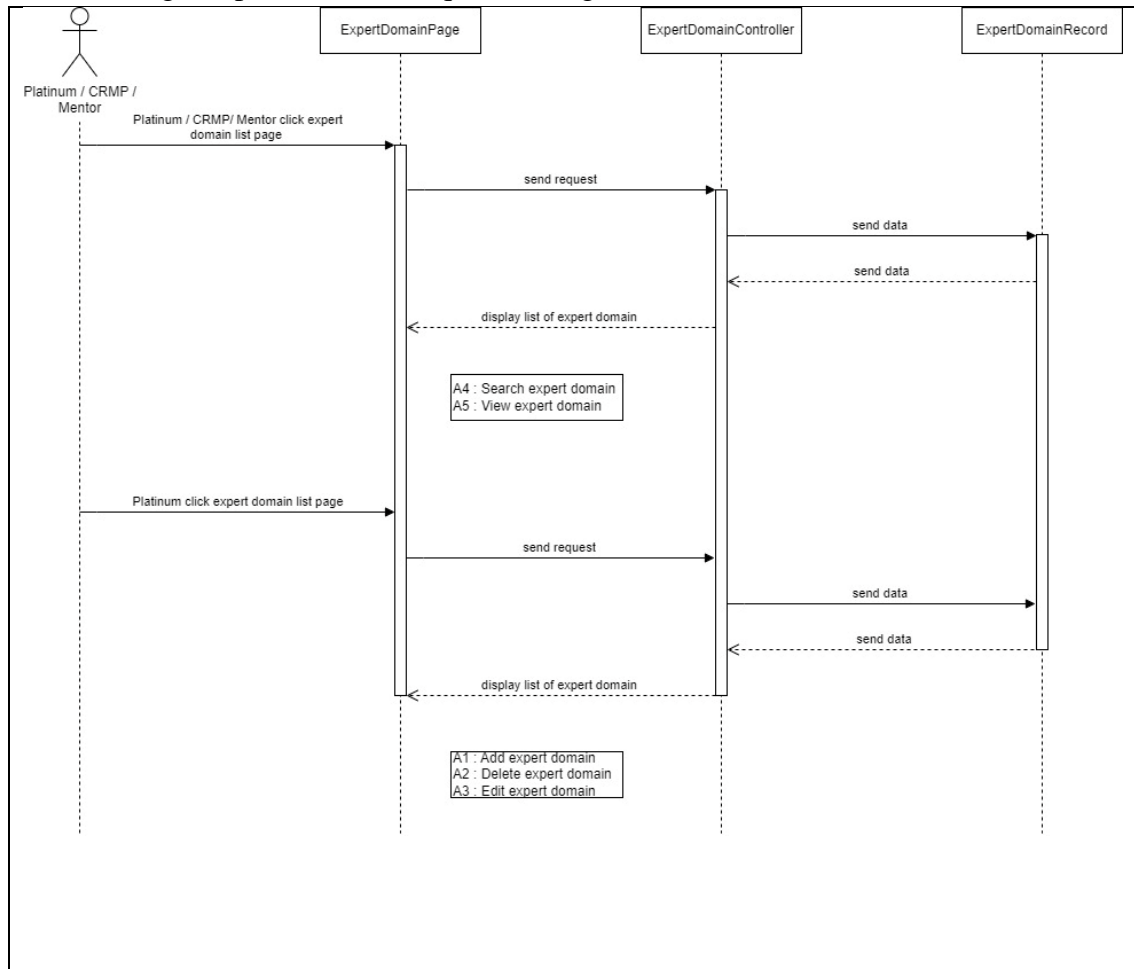 ExpertDomainPage
ExpertDomainController
ExpertDomainRecord
Platinum / CRMP /
Mentor
Platinum / CRMP/ Mentor click expert
domain list page
send request
send data
send data
display list of expert domain
A4 : Search expert domain
A5 : View expert domain
Platinum click expert domain list page
send request
send data
send data
display list of expert domain
A1 : Add expert domain
A2 : Delete expert domain
A3 : Edit expert domain